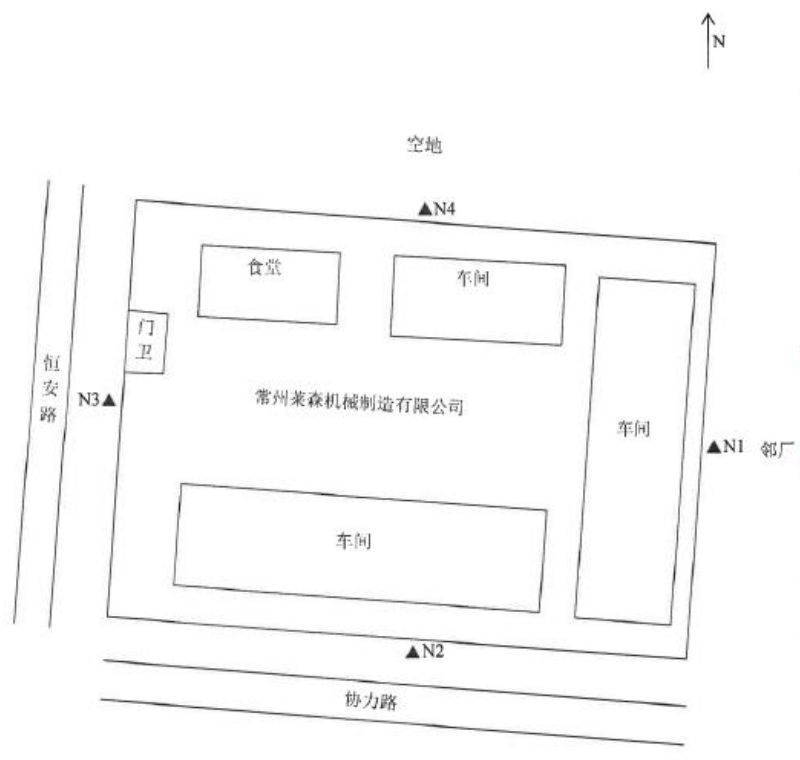 N
空地
▲N4
食堂
车间
门
卫
恒
安
路
N3▲
常州莱森机械制造有限公司
车间
▲N1
邻厂
车间
▲N2
协力路